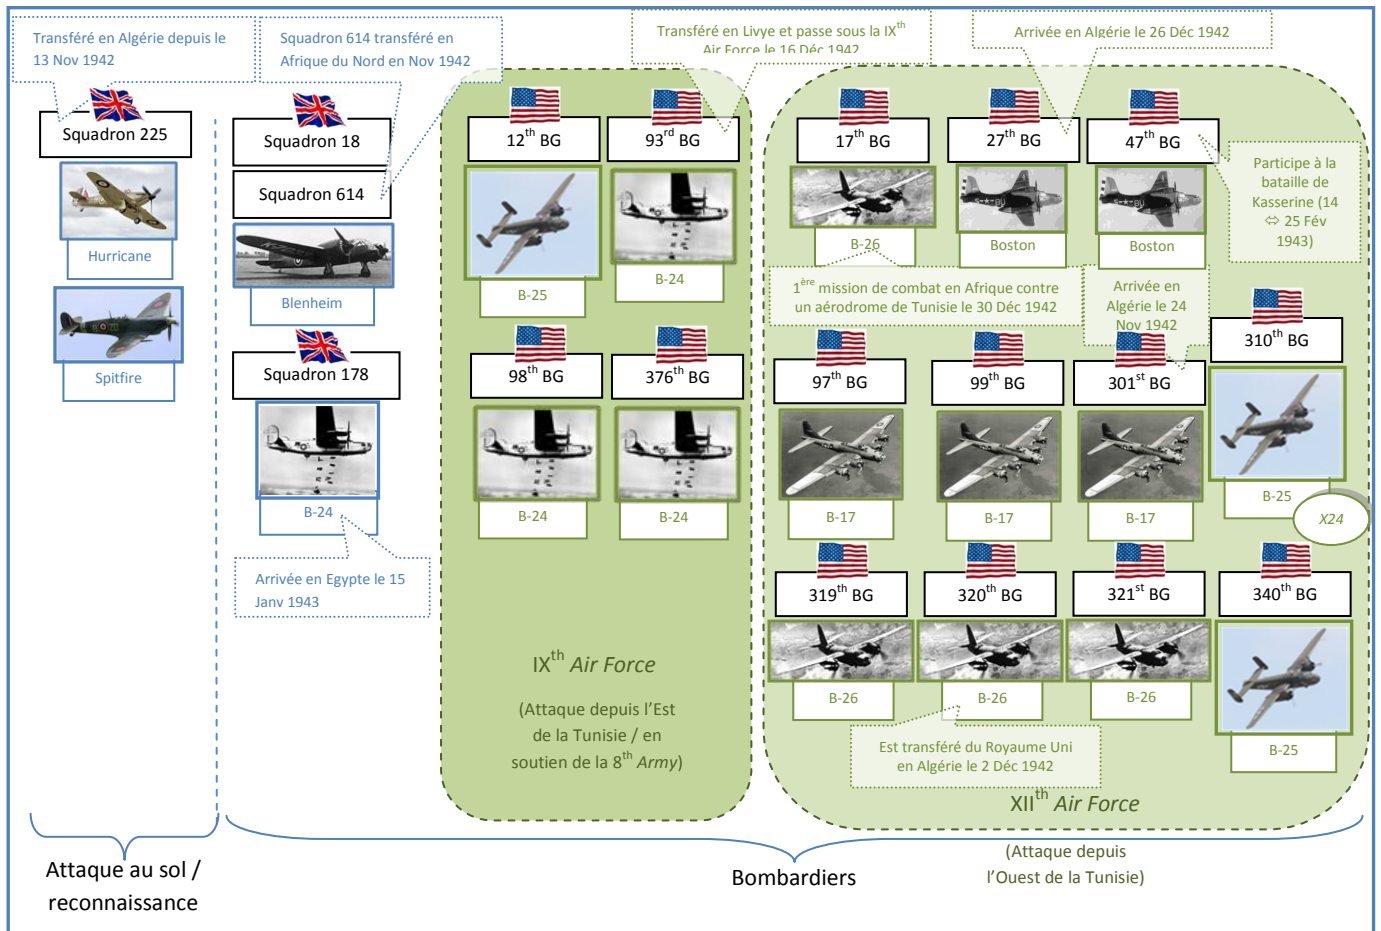 Transféré en Algérie depuis le
13 Nov 1942
Squadron 614 transféré en
Afrique du Nord en Nov 1942
Transféré en Livye et passe sous la IXth
Air Force le 16 Déc 1942
Arrivée en Algérie le 26 Déc 1942
Squadron 225
Hurricane
Spitfire
Squadron 18
Squadron 614
Blenheim
Squadron 178
B-24
Arrivée en Egypte le 15
Janv 1943
12th BG
93rd BG
B-25
B-24
98th BG
376th BG
B-24
B-24
IXth Air Force
(Attaque depuis l'Est
de la Tunisie / en
soutien de la 8th Army)
17th BG
27th BG
47th BG
B-26
Boston
Boston
Participe à la
bataille de
Kasserine (14
⇔ 25 Fév
1943)
1ère mission de combat en Afrique contre
un aérodrome de Tunisie le 30 Déc 1942
Arrivée en
Algérie le 24
Nov 1942
310th BG
97th BG
99th BG
301st BG
B-17
B-17
B-17
B-25
X24
319th BG
320th BG
321st BG
340th BG
B-26
B-26
B-26
B-25
Est transféré du Royaume Uni
en Algérie le 2 Déc 1942
XIIth Air Force
(Attaque depuis
l'Ouest de la Tunisie)
Attaque au sol /
reconnaissance
Bombardiers